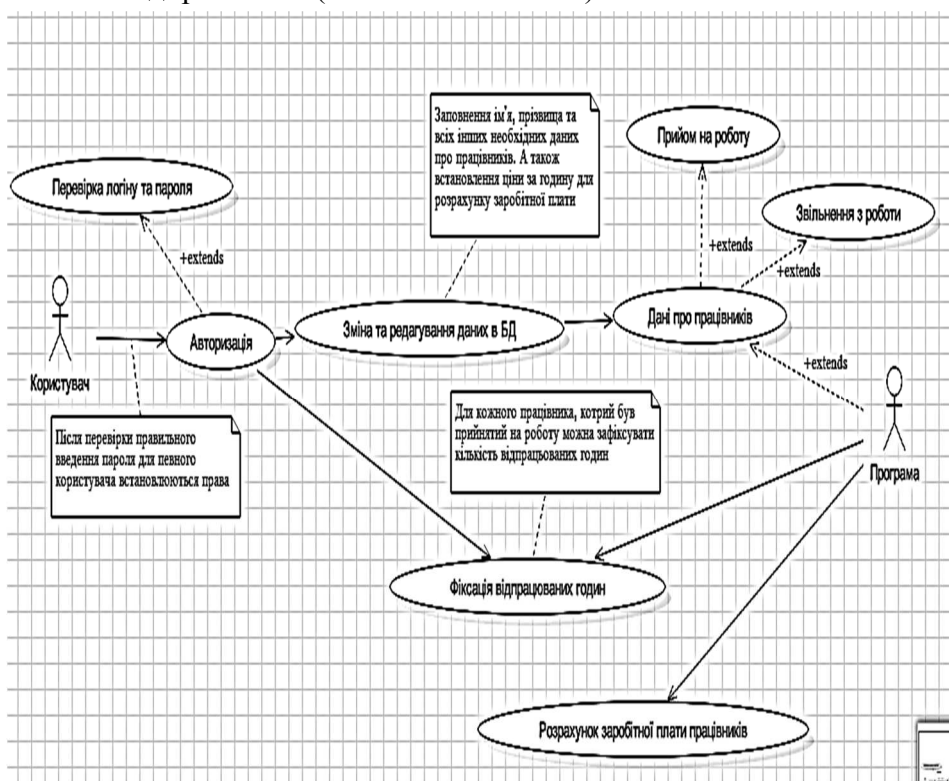 Заповнення ім'я, прізвища та
всіх інших необхідних даних
про працівників. А також
встановлення ціни за годину для
розрахунку заробітної плати
Прийом на роботу
Перевірка логіну та пароля
Звільнення з роботи
+extends
+extends
+extends
Авторизація
Зміна та редагування даних в БД
Дані про працівників
+extends
Користувач
Після перевірки правильного
введення пароля для певного
користувача встановлюються права
Для кожного працівника, котрий був
прийнятий на роботу можна зафіксувати
кількість відпрацьованих годин
Програма
Фіксація відпрацюваних годин
Розрахунок заробітної плати працівників